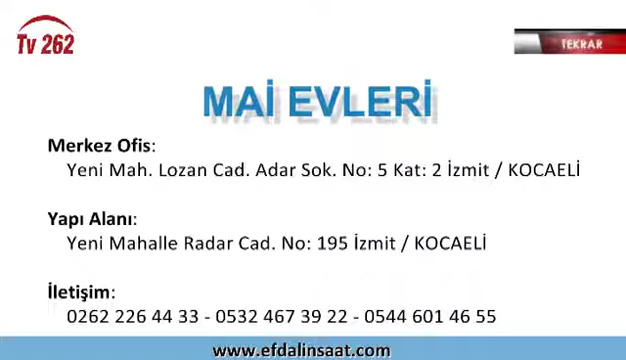 Tv 262
TEKRAR
MAİ EVLERİ
Merkez Ofis:
Yeni Mah. Lozan Cad. Adar Sok. No: 5 Kat: 2 İzmit / KOCAELİ
Yapı Alanı:
Yeni Mahalle Radar Cad. No: 195 İzmit / KOCAELİ
İletişim:
0262 226 44 33 - 0532 467 39 22 - 0544 601 46 55
www.efdalinsaat.com